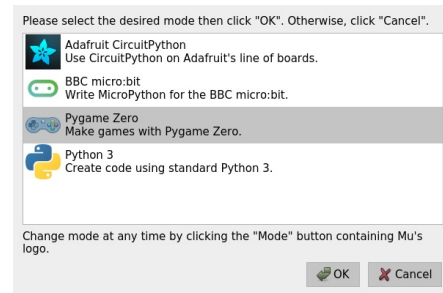 Please select the desired mode then click "OK". Otherwise, click "Cancel".
Adafruit CircuitPython
Use CircuitPython on Adafruit's line of boards.
BBC micro:bit
Write MicroPython for the BBC micro:bit.
Pygame Zero
Make games with Pygame Zero.
Python 3
Create code using standard Python 3.
Change mode at any time by clicking the "Mode" button containing Mu's
logo.
OK Cancel